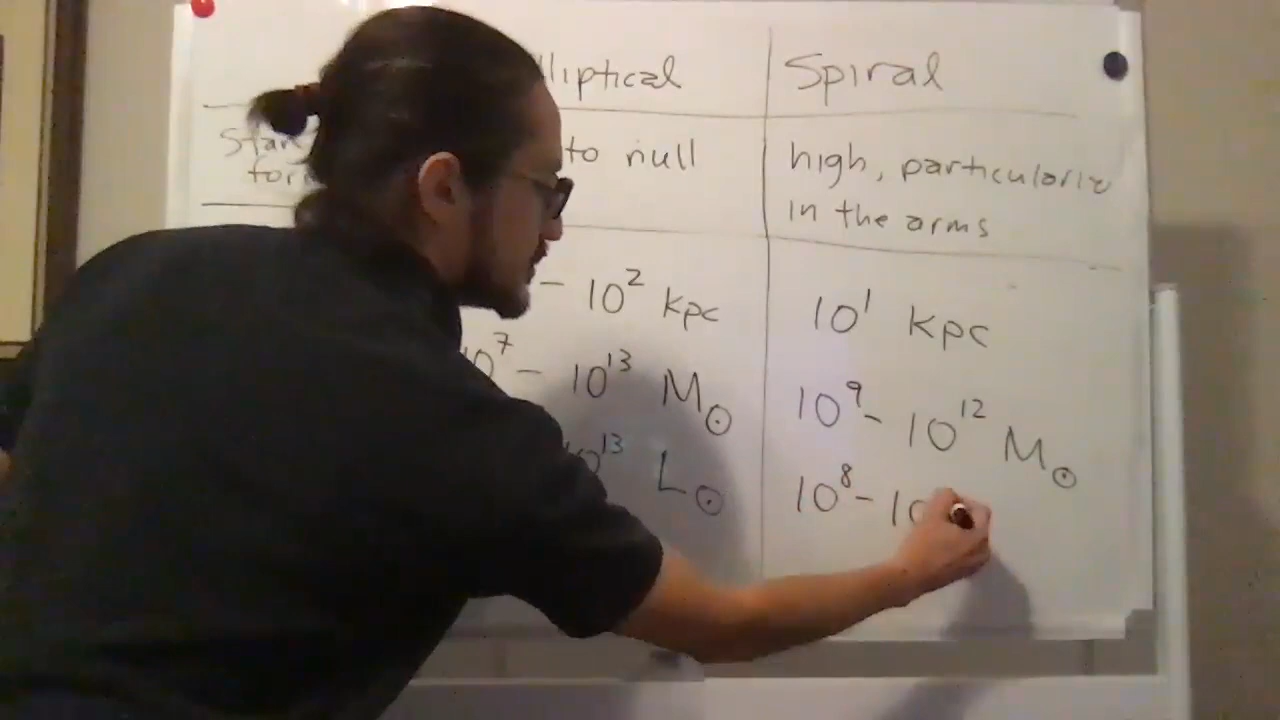 lliptical Spiral
Star to null high, particularly
for in the arms
- 10² kpc 10¹ kpc
10⁷ - 10¹³ M☉ 10⁹ - 10¹² M☉
10¹³ L☉ 10⁸ - 10